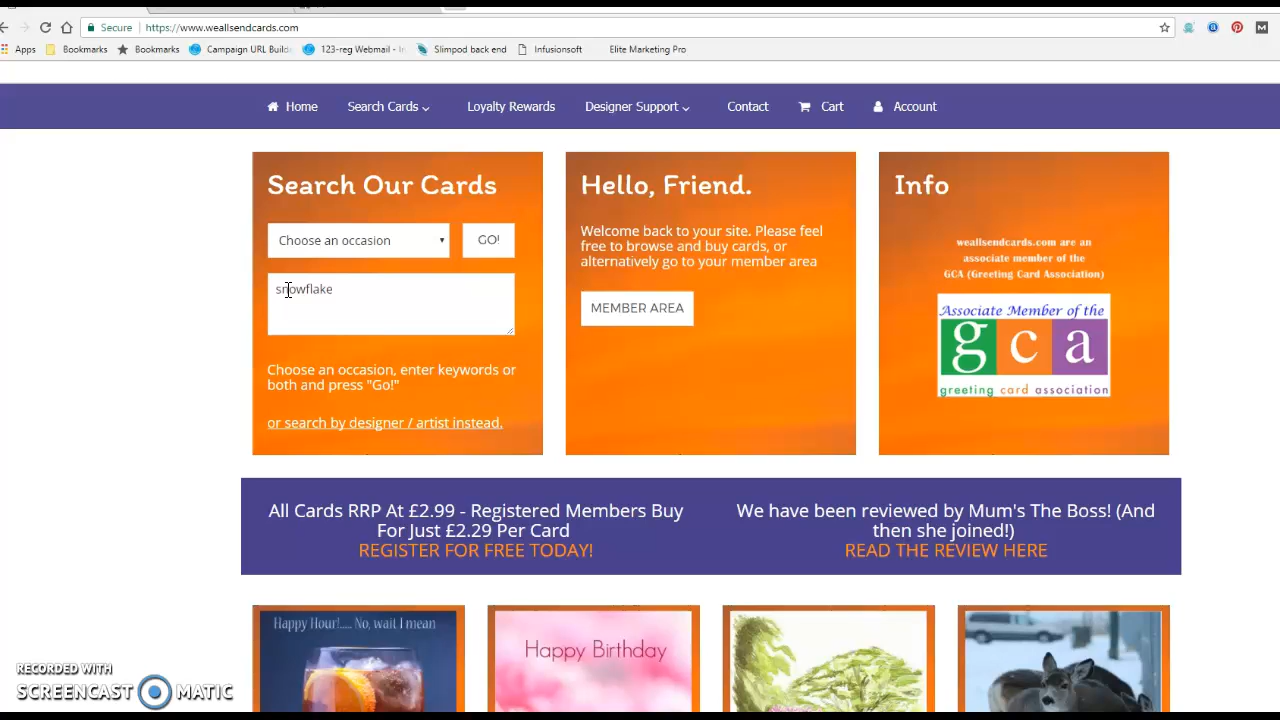 Secure https://www.weallsendcards.com
Apps Bookmarks Bookmarks Campaign URL Build 123-reg Webmail - Slimpod back end Infusionsoft Elite Marketing Pro
Home Search Cards Loyalty Rewards Designer Support Contact Cart Account
Search Our Cards
Choose an occasion GO!
snowflake
Choose an occasion, enter keywords or
both and press "Go!"
or search by designer / artist instead.
Hello, Friend.
Welcome back to your site. Please feel
free to browse and buy cards, or
alternatively go to your member area
MEMBER AREA
Info
weallsendcards.com are an
associate member of the
GCA (Greeting Card Association)
Associate Member of the
gca
greeting card association
All Cards RRP At £2.99 - Registered Members Buy
For Just £2.29 Per Card
REGISTER FOR FREE TODAY!
We have been reviewed by Mum's The Boss! (And
then she joined!)
READ THE REVIEW HERE
Happy Hour!..... No, wait I mean
Happy Birthday
RECORDED WITH
SCREENCAST MATIC